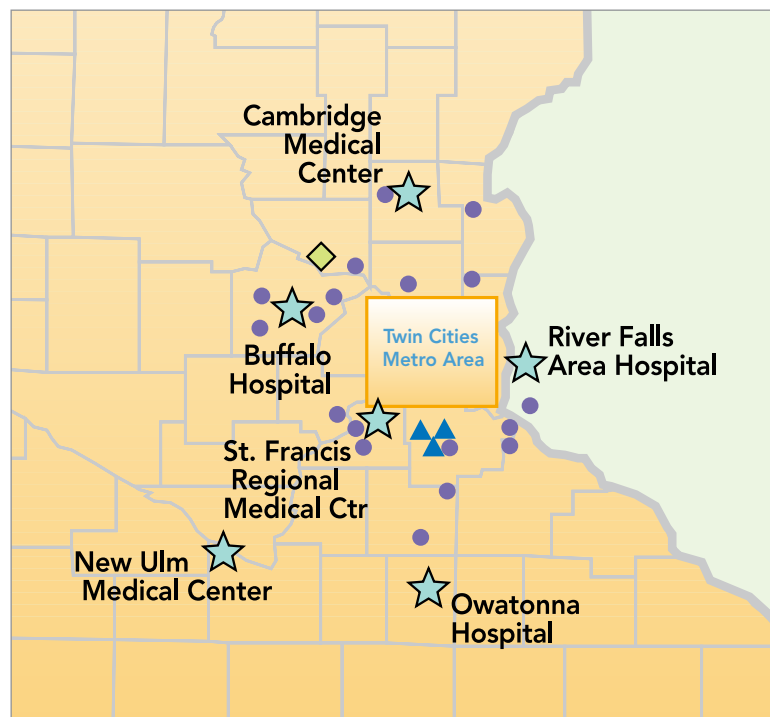 Cambridge
Medical
Center
Twin Cities
Metro Area
River Falls
Area Hospital
Buffalo
Hospital
St. Francis
Regional
Medical Ctr
New Ulm
Medical Center
Owatonna
Hospital